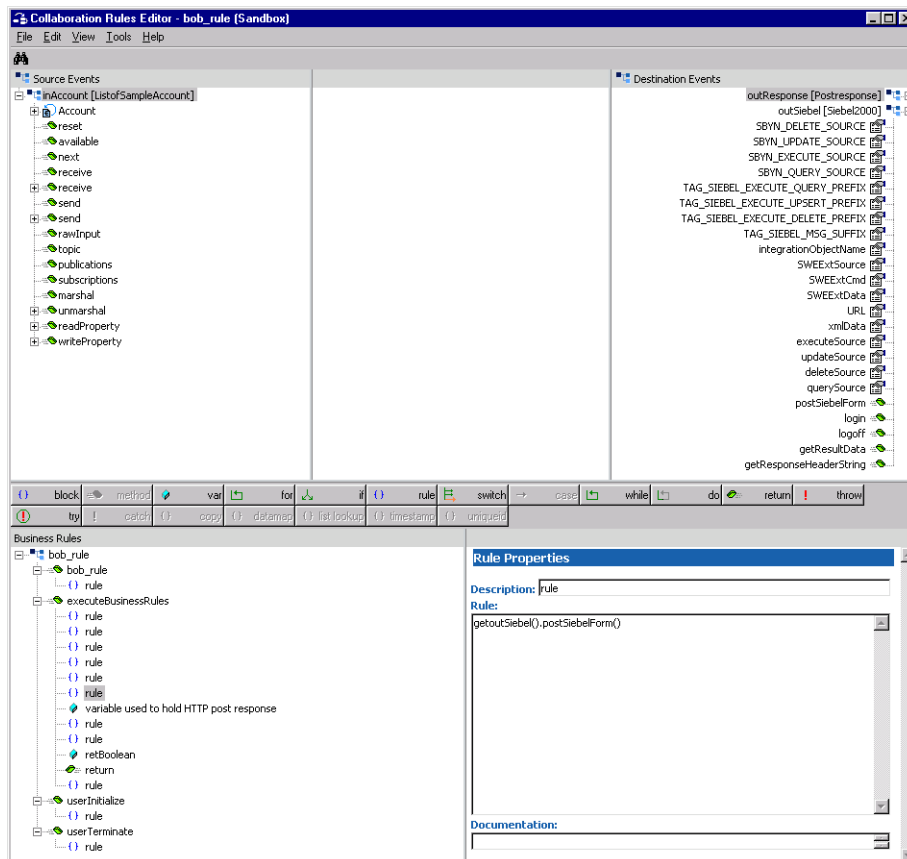 Collaboration Rules Editor - bob_rule (Sandbox)
File Edit View Tools Help
Source Events
Destination Events
inAccount [ListofSampleAccount]
Account
reset
available
next
receive
receive
send
send
rawInput
topic
publications
subscriptions
marshal
unmarshal
readProperty
writeProperty
outResponse [Postresponse]
outSiebel [Siebel2000]
SBYN_DELETE_SOURCE
SBYN_UPDATE_SOURCE
SBYN_EXECUTE_SOURCE
SBYN_QUERY_SOURCE
TAG_SIEBEL_EXECUTE_QUERY_PREFIX
TAG_SIEBEL_EXECUTE_UPSERT_PREFIX
TAG_SIEBEL_EXECUTE_DELETE_PREFIX
TAG_SIEBEL_MSG_SUFFIX
integrationObjectName
SWEExtSource
SWEExtCmd
SWEExtData
URL
xmlData
executeSource
updateSource
deleteSource
querySource
postSiebelForm
login
logoff
getResultData
getResponseHeaderString
block method var for if rule switch case while do return throw
try catch copy datamap list lookup timestamp uniqueid
Business Rules
bob_rule
bob_rule
rule
executeBusinessRules
rule
rule
rule
rule
rule
rule
variable used to hold HTTP post response
rule
rule
retBoolean
return
rule
userInitialize
rule
userTerminate
rule
Rule Properties
Description: rule
Rule:
getoutSiebel().postSiebelForm()
Documentation: